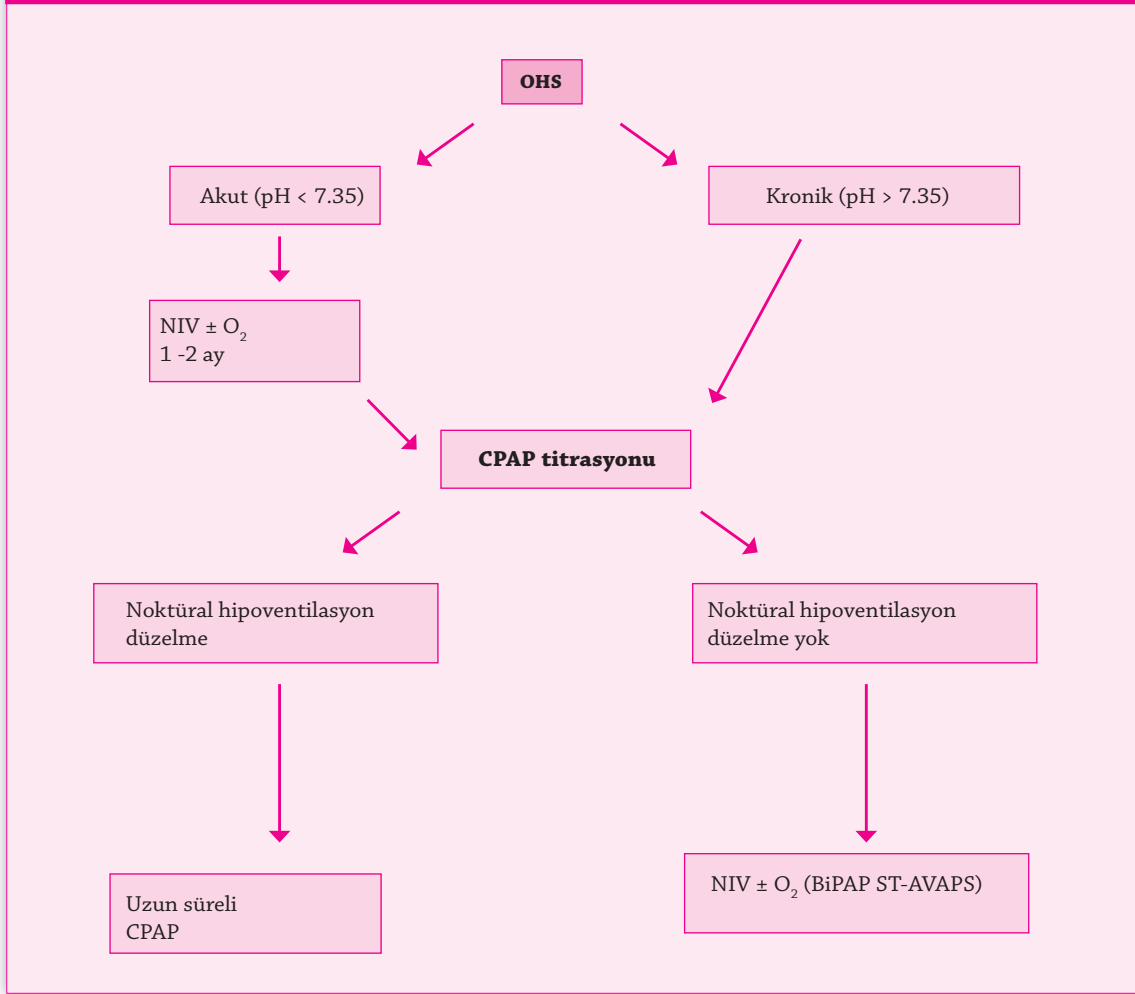 OHS
Akut (pH < 7.35)
Kronik (pH > 7.35)
NIV ± O₂
1 -2 ay
CPAP titrasyonu
Noktüral hipoventilasyon
düzelme
Noktüral hipoventilasyon
düzelme yok
Uzun süreli
CPAP
NIV ± O₂ (BiPAP ST-AVAPS)